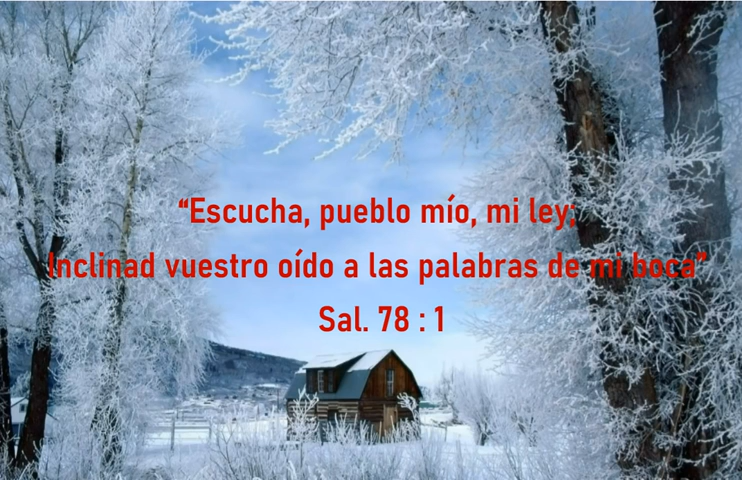 “Escucha, pueblo mío, mi ley;
Inclinad vuestro oído a las palabras de mi boca”
Sal. 78 : 1